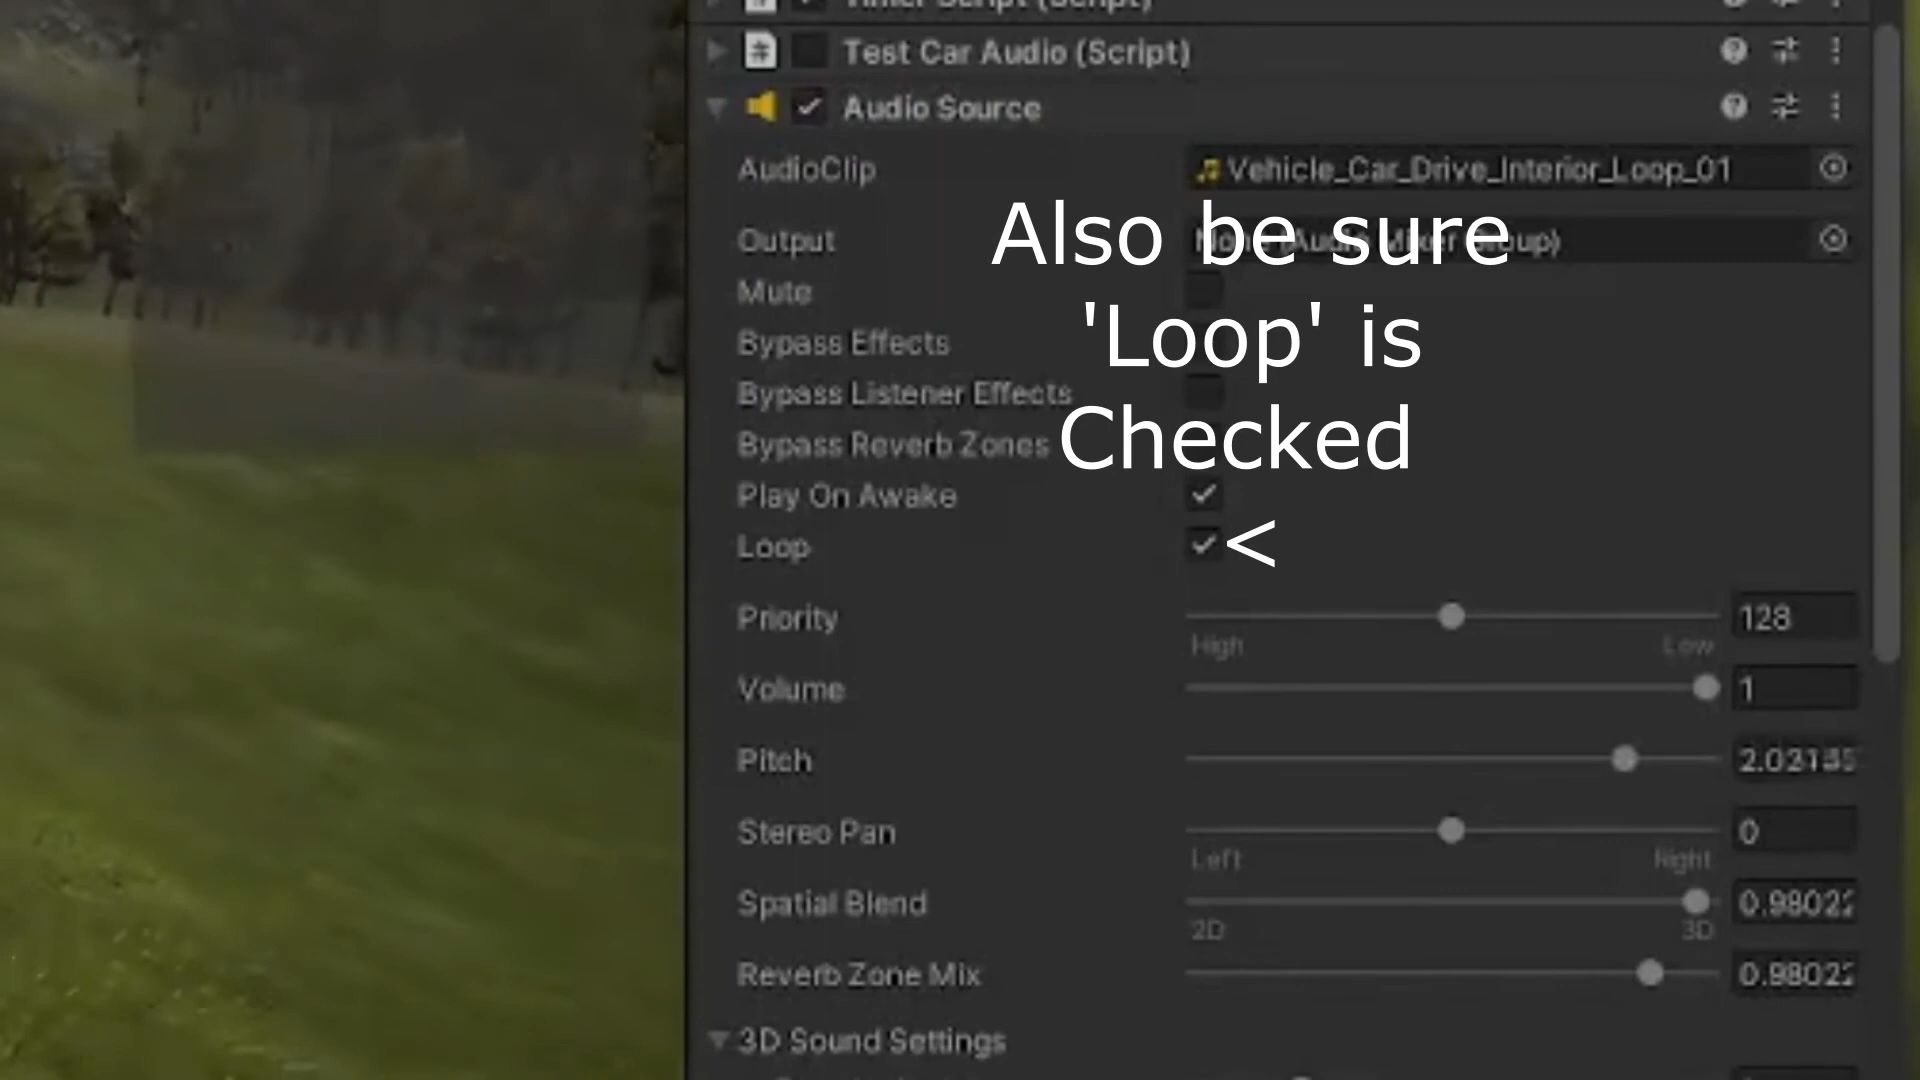 Test Car Audio (Script)
Audio Source
AudioClip
Vehicle_Car_Drive_Interior_Loop_01
Output
Also be sure
Mute
'Loop' is
Bypass Effects
Bypass Listener Effects
Bypass Reverb Zones
Checked
Play On Awake
Loop
<
Priority
128
High
Low
Volume
1
Pitch
Stereo Pan
0
Left
Right
Spatial Blend
2D
3D
Reverb Zone Mix
3D Sound Settings